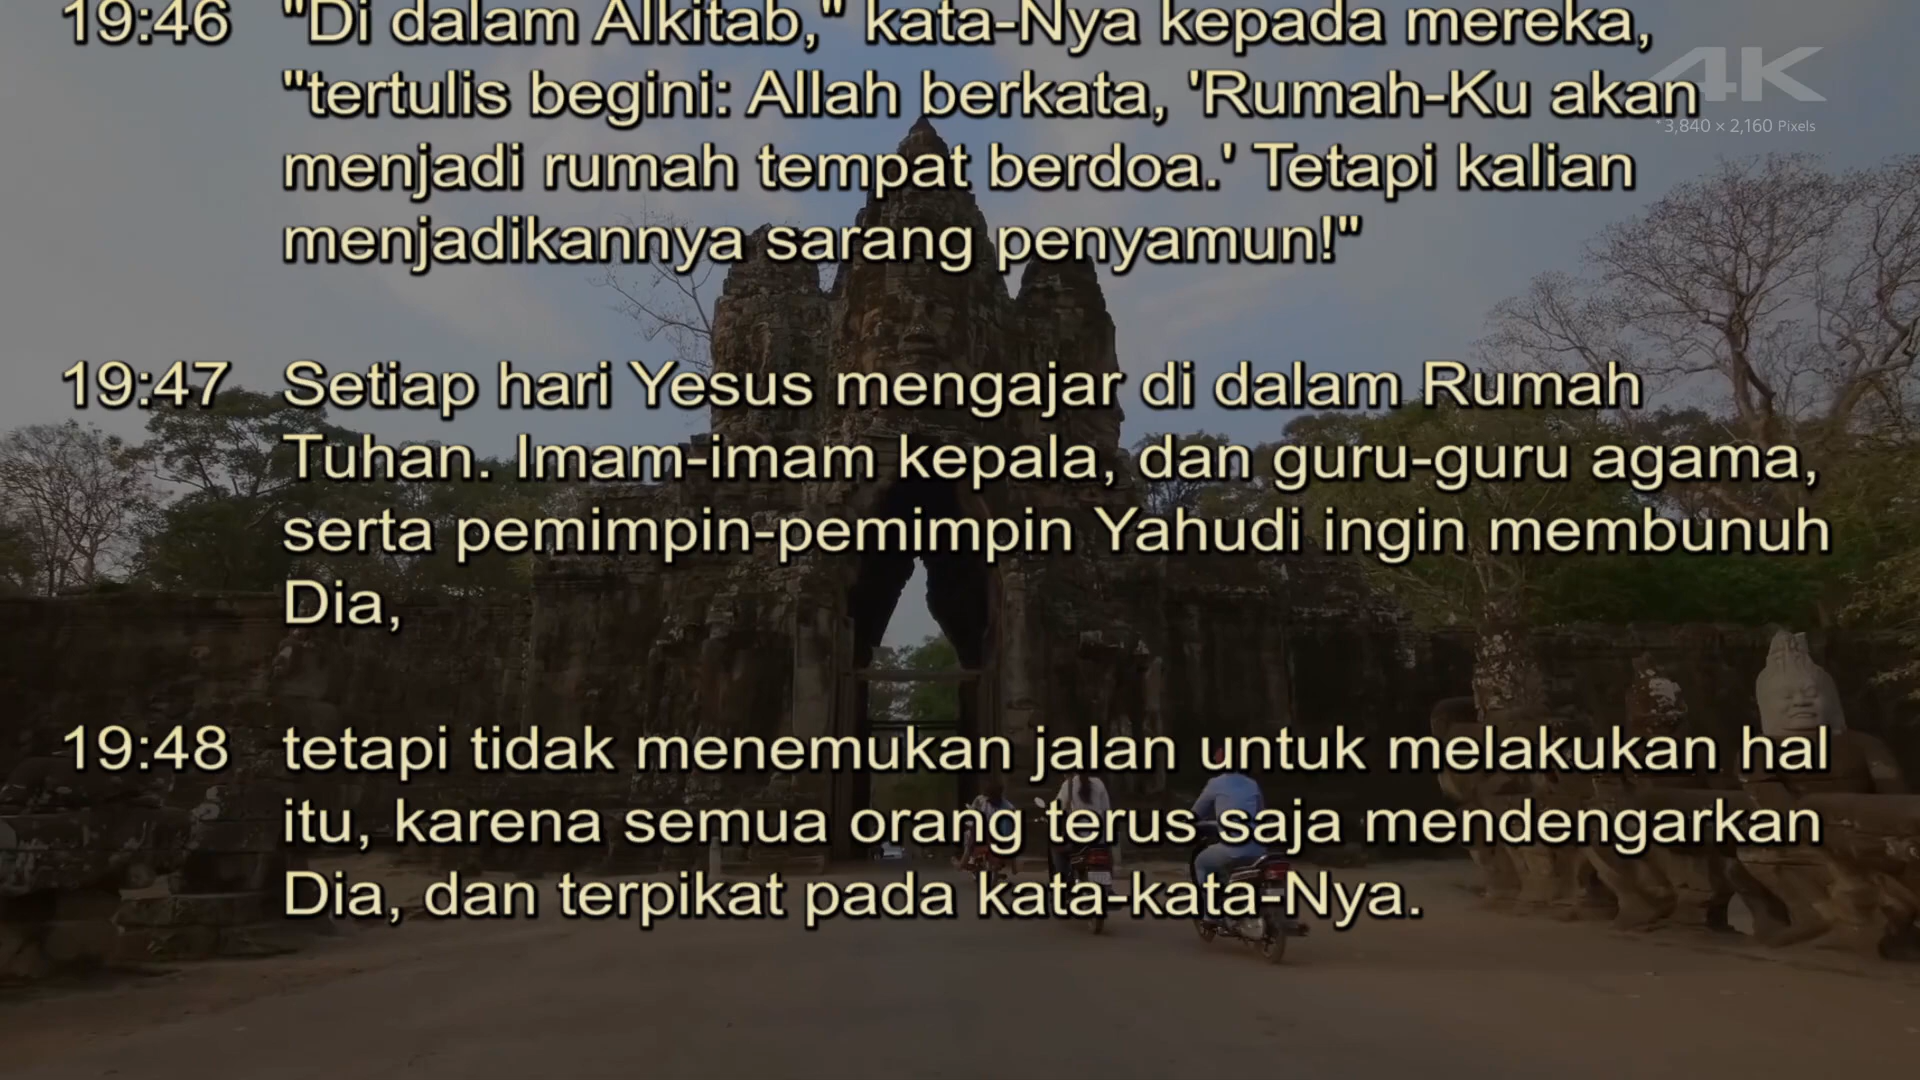 19:46 "Di dalam Alkitab," kata-Nya kepada mereka,
"tertulis begini: Allah berkata, 'Rumah-Ku akan
menjadi rumah tempat berdoa.' Tetapi kalian
menjadikannya sarang penyamun!"
4K
* 3,840 × 2,160 Pixels
19:47 Setiap hari Yesus mengajar di dalam Rumah
Tuhan. Imam-imam kepala, dan guru-guru agama,
serta pemimpin-pemimpin Yahudi ingin membunuh
Dia,
19:48 tetapi tidak menemukan jalan untuk melakukan hal
itu, karena semua orang terus saja mendengarkan
Dia, dan terpikat pada kata-kata-Nya.